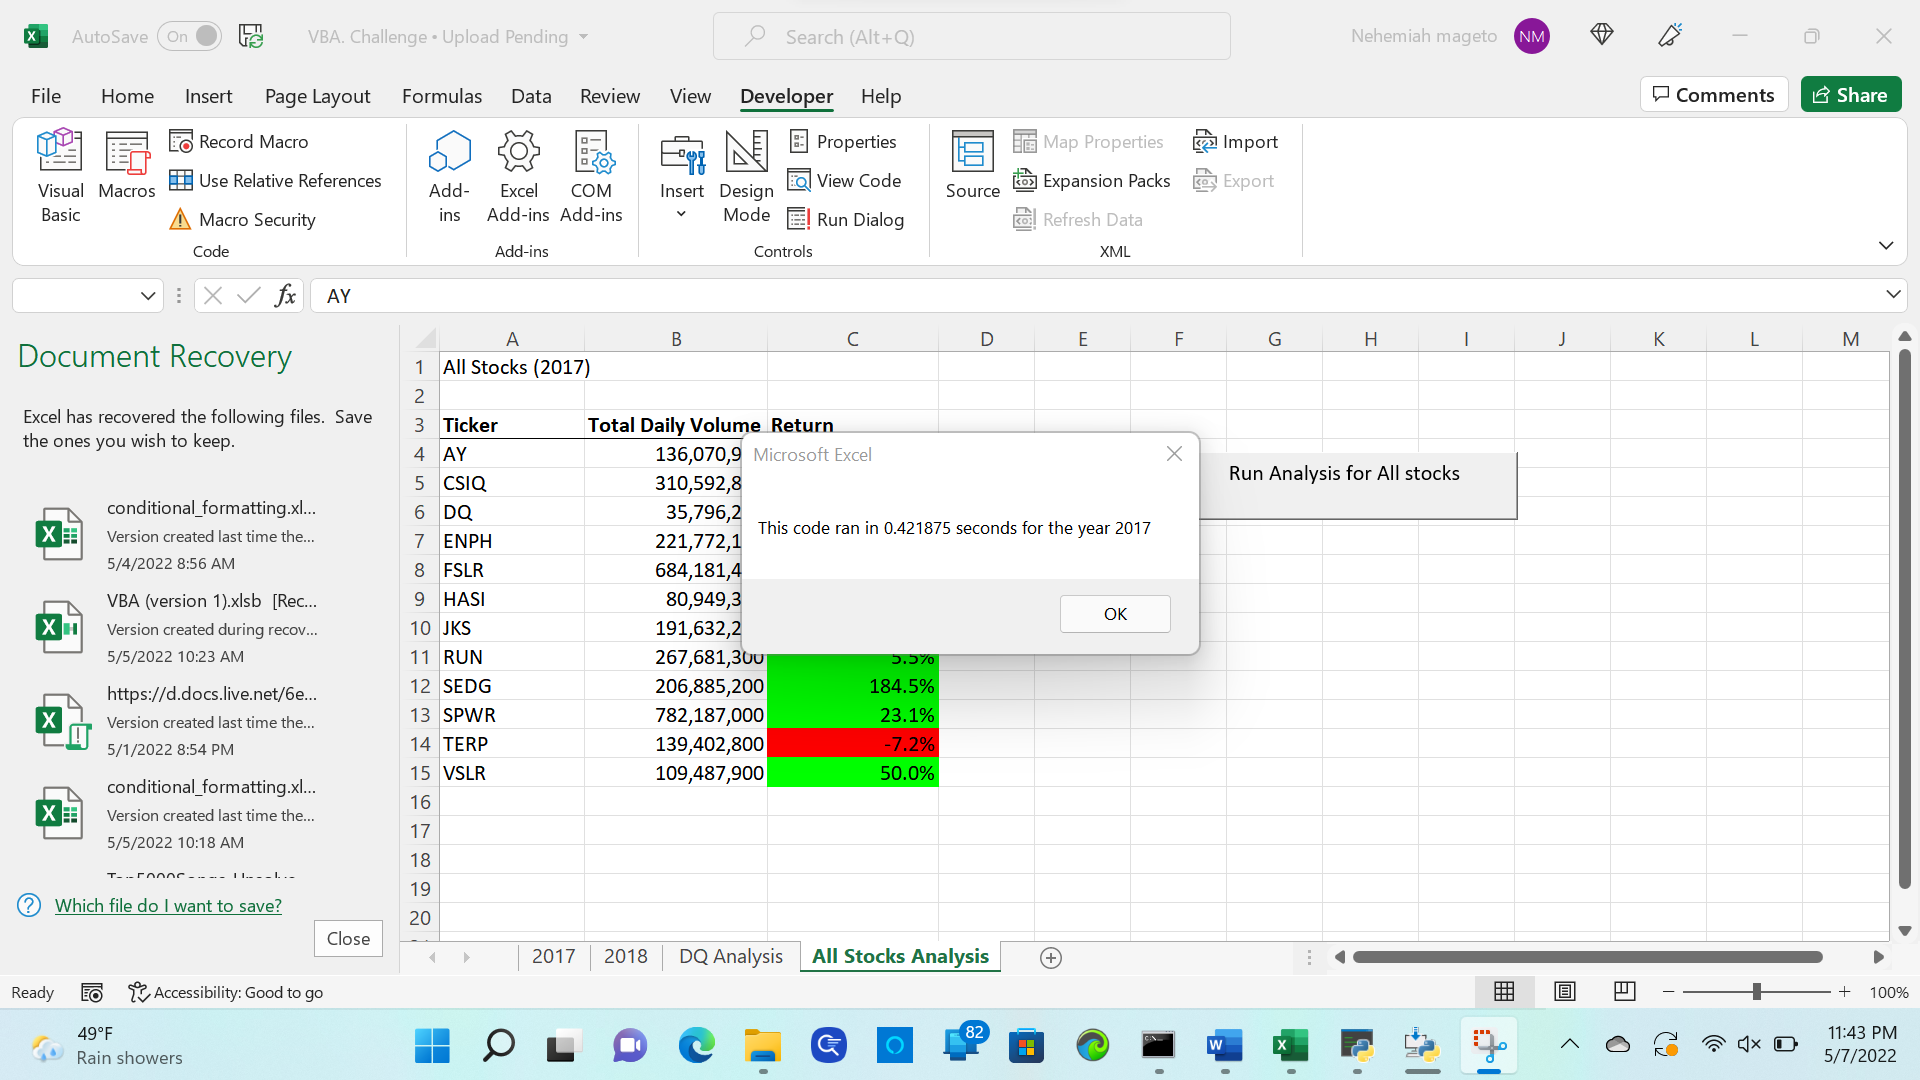 AutoSave On VBA. Challenge • Upload Pending Search (Alt+Q) Nehemiah mageto NM
File Home Insert Page Layout Formulas Data Review View Developer Help Comments Share
Visual Basic
Macros
Record Macro
Use Relative References
Macro Security
Code
Add-ins
Excel Add-ins
COM Add-ins
Add-ins
Insert
Design Mode
Properties
View Code
Run Dialog
Controls
Source
Map Properties
Expansion Packs
Refresh Data
Import
Export
XML
fx AY
Document Recovery
Excel has recovered the following files. Save
the ones you wish to keep.
conditional_formatting.xl...
Version created last time the...
5/4/2022 8:56 AM
VBA (version 1).xlsb [Rec...
Version created during recov...
5/5/2022 10:23 AM
https://d.docs.live.net/6e...
Version created last time the...
5/1/2022 8:54 PM
conditional_formatting.xl...
Version created last time the...
5/5/2022 10:18 AM
Which file do I want to save?
Close
A B C D E F G H I J K L M
1 All Stocks (2017)
2
3 Ticker Total Daily Volume Return
4 AY 136,070,9
5 CSIQ 310,592,8
6 DQ 35,796,2
7 ENPH 221,772,1
8 FSLR 684,181,4
9 HASI 80,949,3
10 JKS 191,632,2
11 RUN 267,681,300 5.5%
12 SEDG 206,885,200 184.5%
13 SPWR 782,187,000 23.1%
14 TERP 139,402,800 -7.2%
15 VSLR 109,487,900 50.0%
16
17
18
19
20
Microsoft Excel
This code ran in 0.421875 seconds for the year 2017
OK
Run Analysis for All stocks
2017 2018 DQ Analysis All Stocks Analysis
Ready Accessibility: Good to go 100%
49°F
Rain showers
82
11:43 PM
5/7/2022